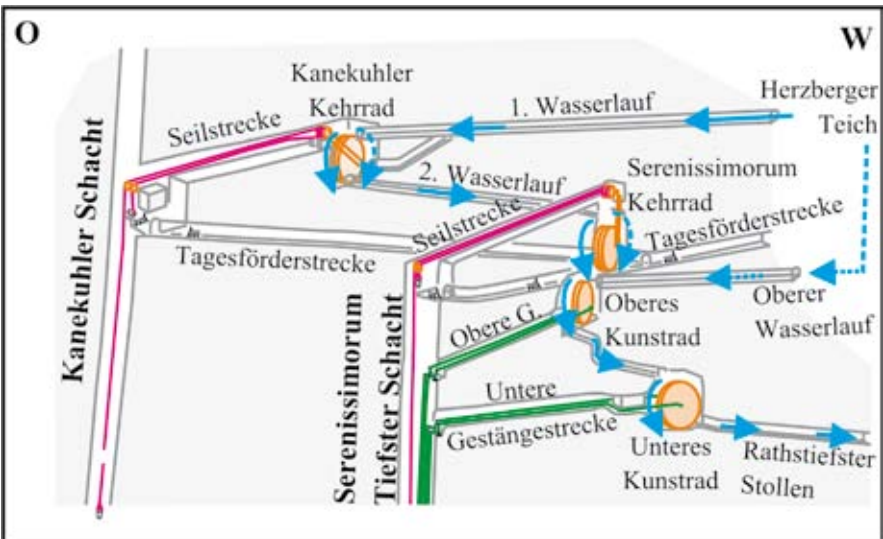 O
W
Kanekuhler
Kehrrad
Herzberger
Teich
1. Wasserlauf
Seilstrecke
2. Wasserlauf
Serenissimorum
Kehrrad
Kanekuhler Schacht
Seilstrecke
Tagesförderstrecke
Tagesförderstrecke
Oberes
Kunstrad
Oberer
Wasserlauf
Obere G.
Serenissimorum
Tiefster Schacht
Untere
Gestängestrecke
Unteres
Kunstrad
Rathstiefster
Stollen